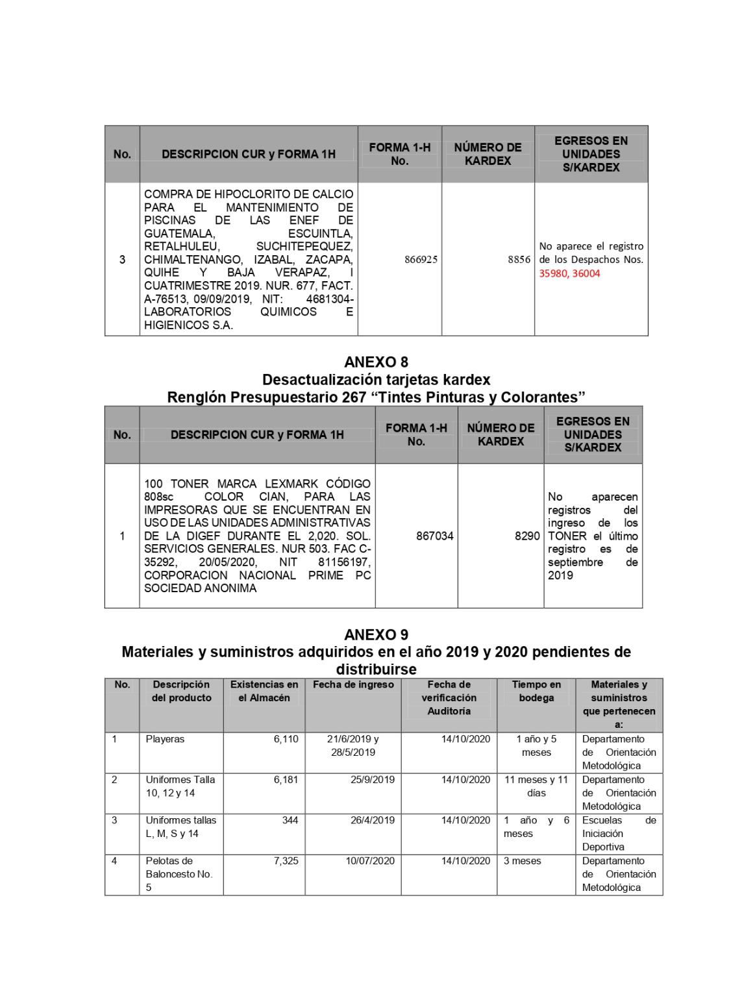 No.
DESCRIPCION CUR y FORMA 1H
FORMA 1-H
No.
NÚMERO DE
KARDEX
EGRESOS EN
UNIDADES
S/KARDEX
3
COMPRA DE HIPOCLORITO DE CALCIO
PARA EL MANTENIMIENTO DE
PISCINAS DE LAS ENEF DE
GUATEMALA, ESCUINTLA,
RETALHULEU, SUCHITEPEQUEZ,
CHIMALTENANGO, IZABAL, ZACAPA,
QUIHE Y BAJA VERAPAZ, I
CUATRIMESTRE 2019. NUR. 677, FACT.
A-76513, 09/09/2019, NIT: 4681304-
LABORATORIOS QUIMICOS E
HIGIENICOS S.A.
866925
8856
No aparece el registro
de los Despachos Nos.
35980, 36004
ANEXO 8
Desactualización tarjetas kardex
Renglón Presupuestario 267 “Tintes Pinturas y Colorantes”
No.
DESCRIPCION CUR y FORMA 1H
FORMA 1-H
No.
NÚMERO DE
KARDEX
EGRESOS EN
UNIDADES
S/KARDEX
1
100 TONER MARCA LEXMARK CÓDIGO
808sc COLOR CIAN, PARA LAS
IMPRESORAS QUE SE ENCUENTRAN EN
USO DE LAS UNIDADES ADMINISTRATIVAS
DE LA DIGEF DURANTE EL 2,020. SOL.
SERVICIOS GENERALES. NUR 503. FAC C-
35292, 20/05/2020, NIT 81156197,
CORPORACION NACIONAL PRIME PC
SOCIEDAD ANONIMA
867034
8290
No aparecen
registros del
ingreso de los
TONER el último
registro es de
septiembre de
2019
ANEXO 9
Materiales y suministros adquiridos en el año 2019 y 2020 pendientes de
distribuirse
No.
Descripción
del producto
Existencias en
el Almacén
Fecha de ingreso
Fecha de
verificación
Auditoría
Tiempo en
bodega
Materiales y
suministros
que pertenecen
a:
1
Playeras
6,110
21/6/2019 y
28/5/2019
14/10/2020
1 año y 5
meses
Departamento
de Orientación
Metodológica
2
Uniformes Talla
10, 12 y 14
6,181
25/9/2019
14/10/2020
11 meses y 11
días
Departamento
de Orientación
Metodológica
3
Uniformes tallas
L, M, S y 14
344
26/4/2019
14/10/2020
1 año y 6
meses
Escuelas de
Iniciación
Deportiva
4
Pelotas de
Baloncesto No.
5
7,325
10/07/2020
14/10/2020
3 meses
Departamento
de Orientación
Metodológica